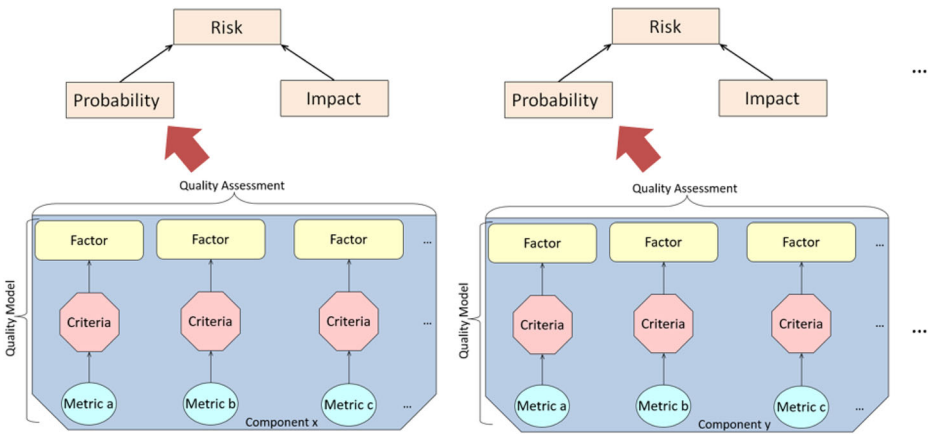 Risk
Risk
...
Probability
Impact
Probability
Impact
Quality Assessment
Quality Assessment
Quality Model
Factor
Factor
Factor
...
Criteria
Criteria
Criteria
...
Metric a
Metric b
Metric c
...
Component x
Quality Model
Factor
Factor
Factor
...
Criteria
Criteria
Criteria
...
Metric a
Metric b
Metric c
...
Component y
...